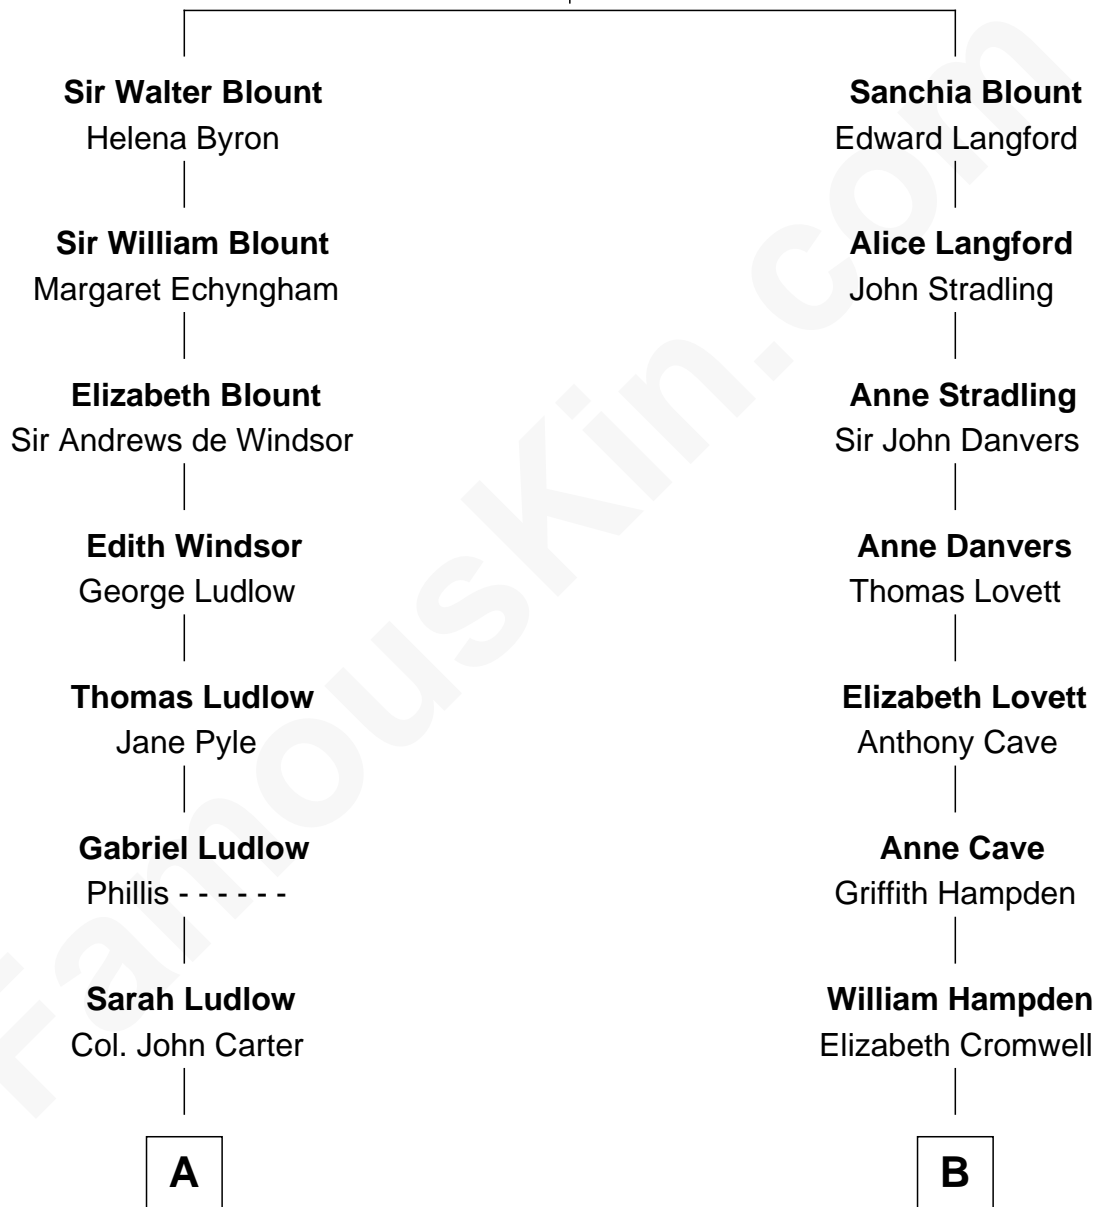 Sir Walter Blount
Helena Byron
Sir William Blount
Margaret Echyngham
Elizabeth Blount
Sir Andrews de Windsor
Edith Windsor
George Ludlow
Thomas Ludlow
Jane Pyle
Gabriel Ludlow
Phillis - - - - - -
Sarah Ludlow
Col. John Carter
A
Sanchia Blount
Edward Langford
Alice Langford
John Stradling
Anne Stradling
Sir John Danvers
Anne Danvers
Thomas Lovett
Elizabeth Lovett
Anthony Cave
Anne Cave
Griffith Hampden
William Hampden
Elizabeth Cromwell
B
FamousKin.com